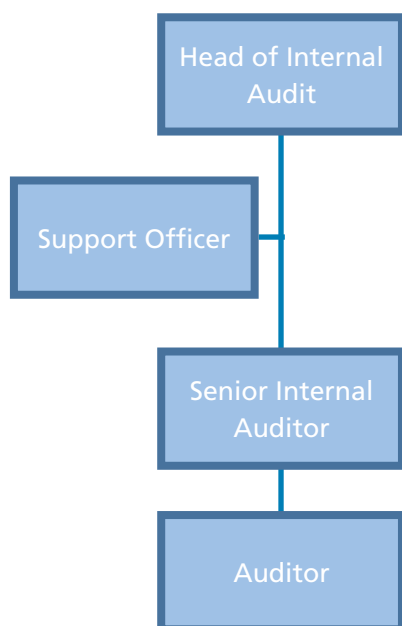 Head of Internal
Audit
Support Officer
Senior Internal
Auditor
Auditor